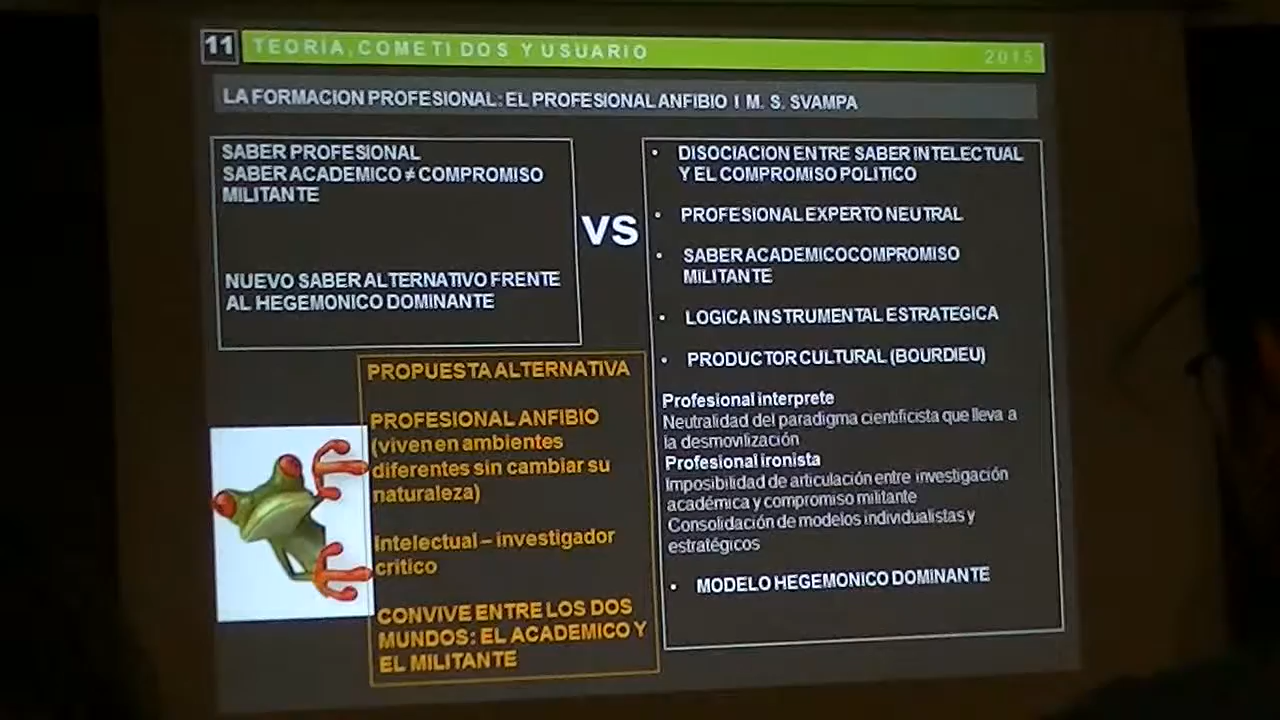 11
TEORÍA, COMETIDOS Y USUARIO
2015
LA FORMACION PROFESIONAL: EL PROFESIONAL ANFIBIO I M. S. SVAMPA
SABER PROFESIONAL
SABER ACADEMICO ≠ COMPROMISO
MILITANTE
NUEVO SABER ALTERNATIVO FRENTE
AL HEGEMONICO DOMINANTE
VS
• DISOCIACION ENTRE SABER INTELECTUAL
Y EL COMPROMISO POLITICO
• PROFESIONAL EXPERTO NEUTRAL
• SABER ACADEMICOCOMPROMISO
MILITANTE
• LOGICA INSTRUMENTAL ESTRATEGICA
• PRODUCTOR CULTURAL (BOURDIEU)
Profesional interprete
Neutralidad del paradigma cientificista que lleva a
la desmovilización
Profesional ironista
Imposibilidad de articulación entre investigación
académica y compromiso militante
Consolidación de modelos individualistas y
estratégicos
• MODELO HEGEMONICO DOMINANTE
PROPUESTA ALTERNATIVA
PROFESIONAL ANFIBIO
(viven en ambientes
diferentes sin cambiar su
naturaleza)
Intelectual – investigador
critico
CONVIVE ENTRE LOS DOS
MUNDOS: EL ACADEMICO Y
EL MILITANTE